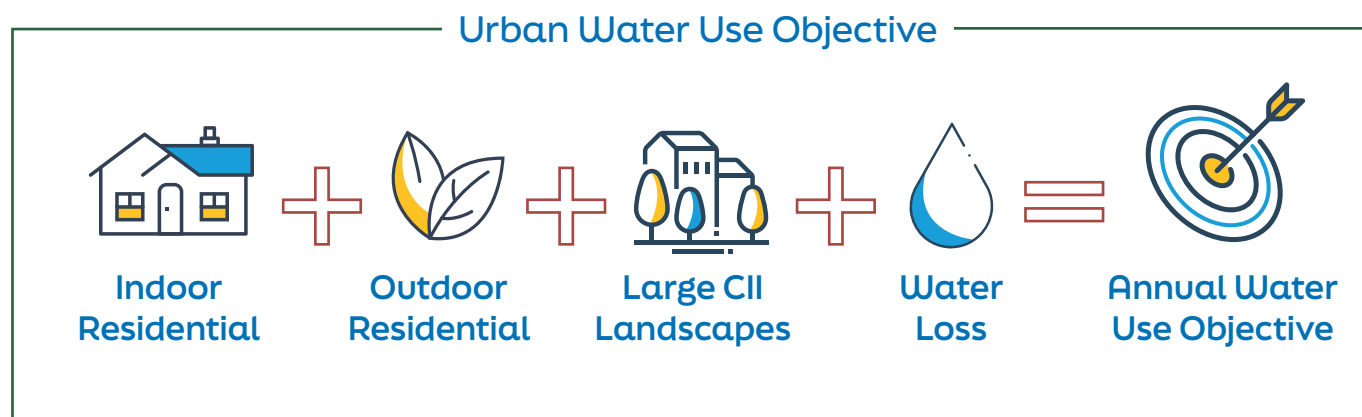 Urban Water Use Objective
Indoor
Residential
Outdoor
Residential
Large CII
Landscapes
Water
Loss
Annual Water
Use Objective